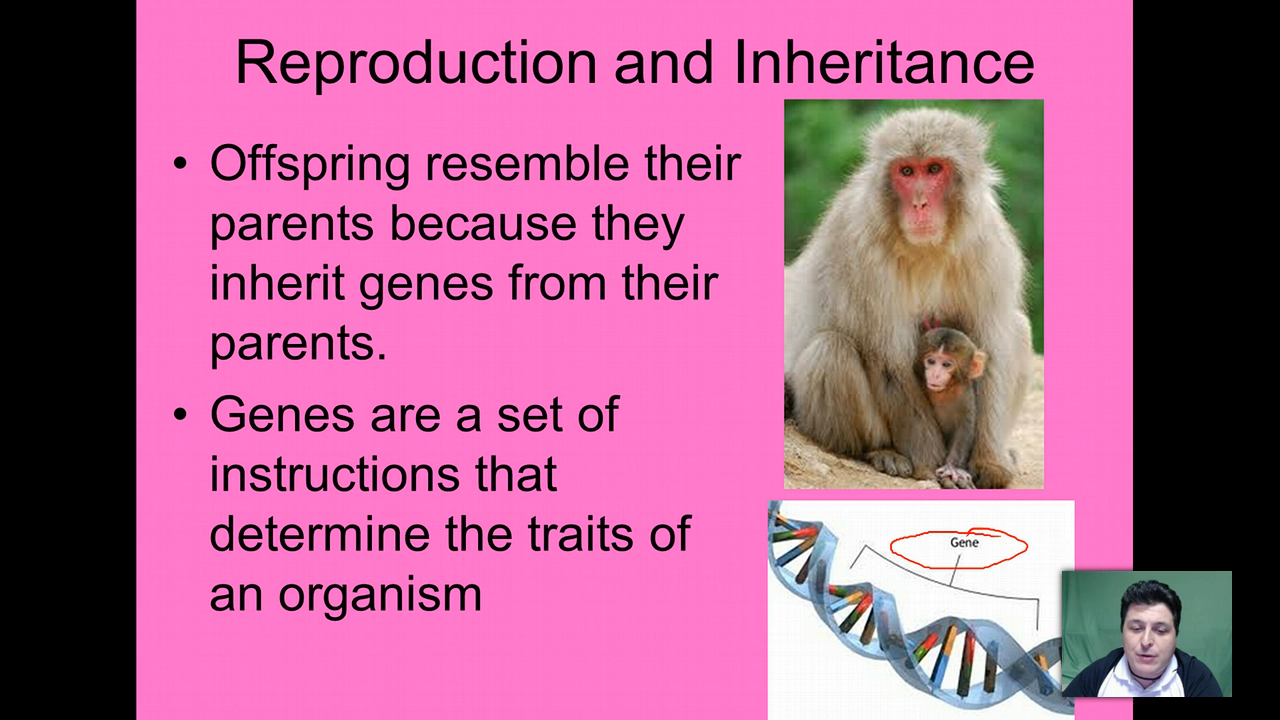 Reproduction and Inheritance
• Offspring resemble their
parents because they
inherit genes from their
parents.
• Genes are a set of
instructions that
determine the traits of
an organism
Gene